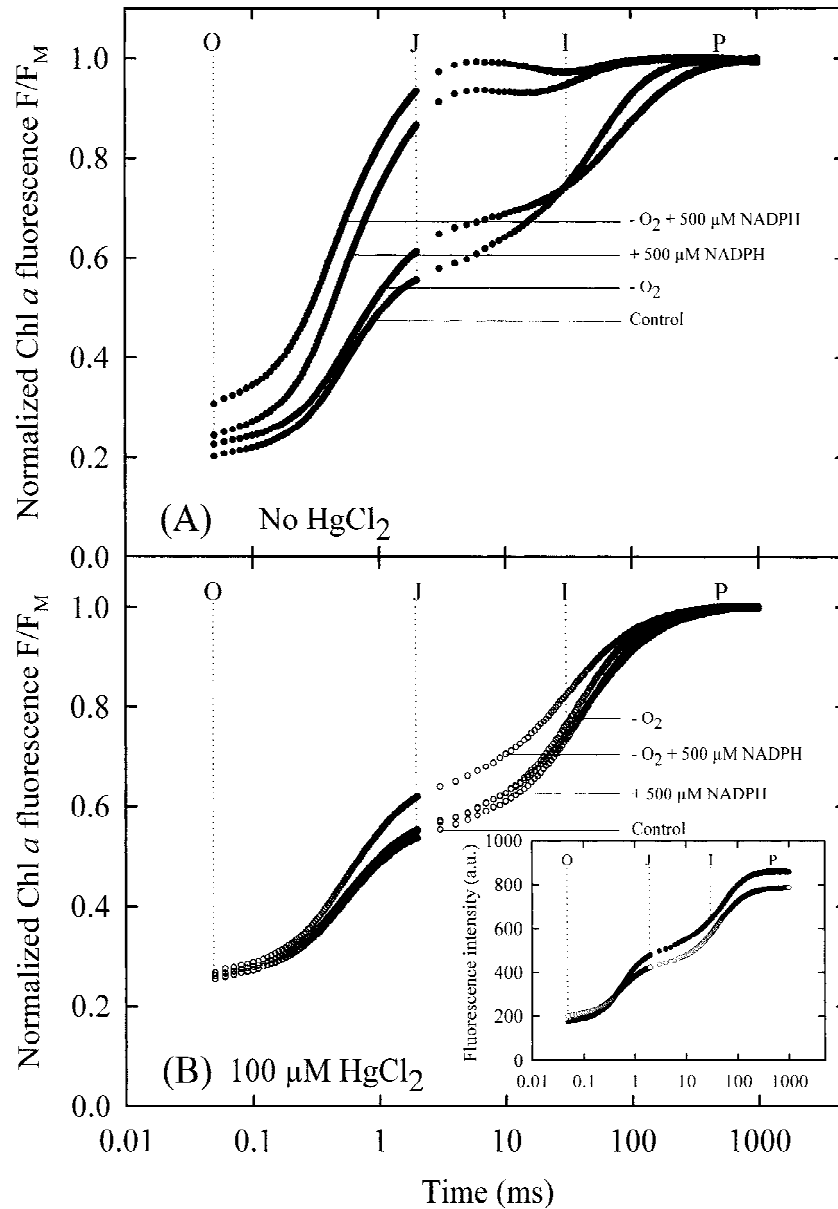 Normalized Chl a fluorescence F/FM
O J I P
1.0
0.8
- O2 + 500 µM NADPH
+ 500 µM NADPH
0.6
- O2
Control
0.4
0.2
(A) No HgCl2
0.0
Normalized Chl a fluorescence F/FM
O J I P
1.0
0.8
- O2
- O2 + 500 µM NADPH
+ 500 µM NADPH
0.6
Control
0.4
0.2
(B) 100 µM HgCl2
0.0
Fluorescence intensity (a.u.)
1000
O J I P
800
600
400
200
0
0.01 0.1 1 10 100 1000
0.01 0.1 1 10 100 1000
Time (ms)